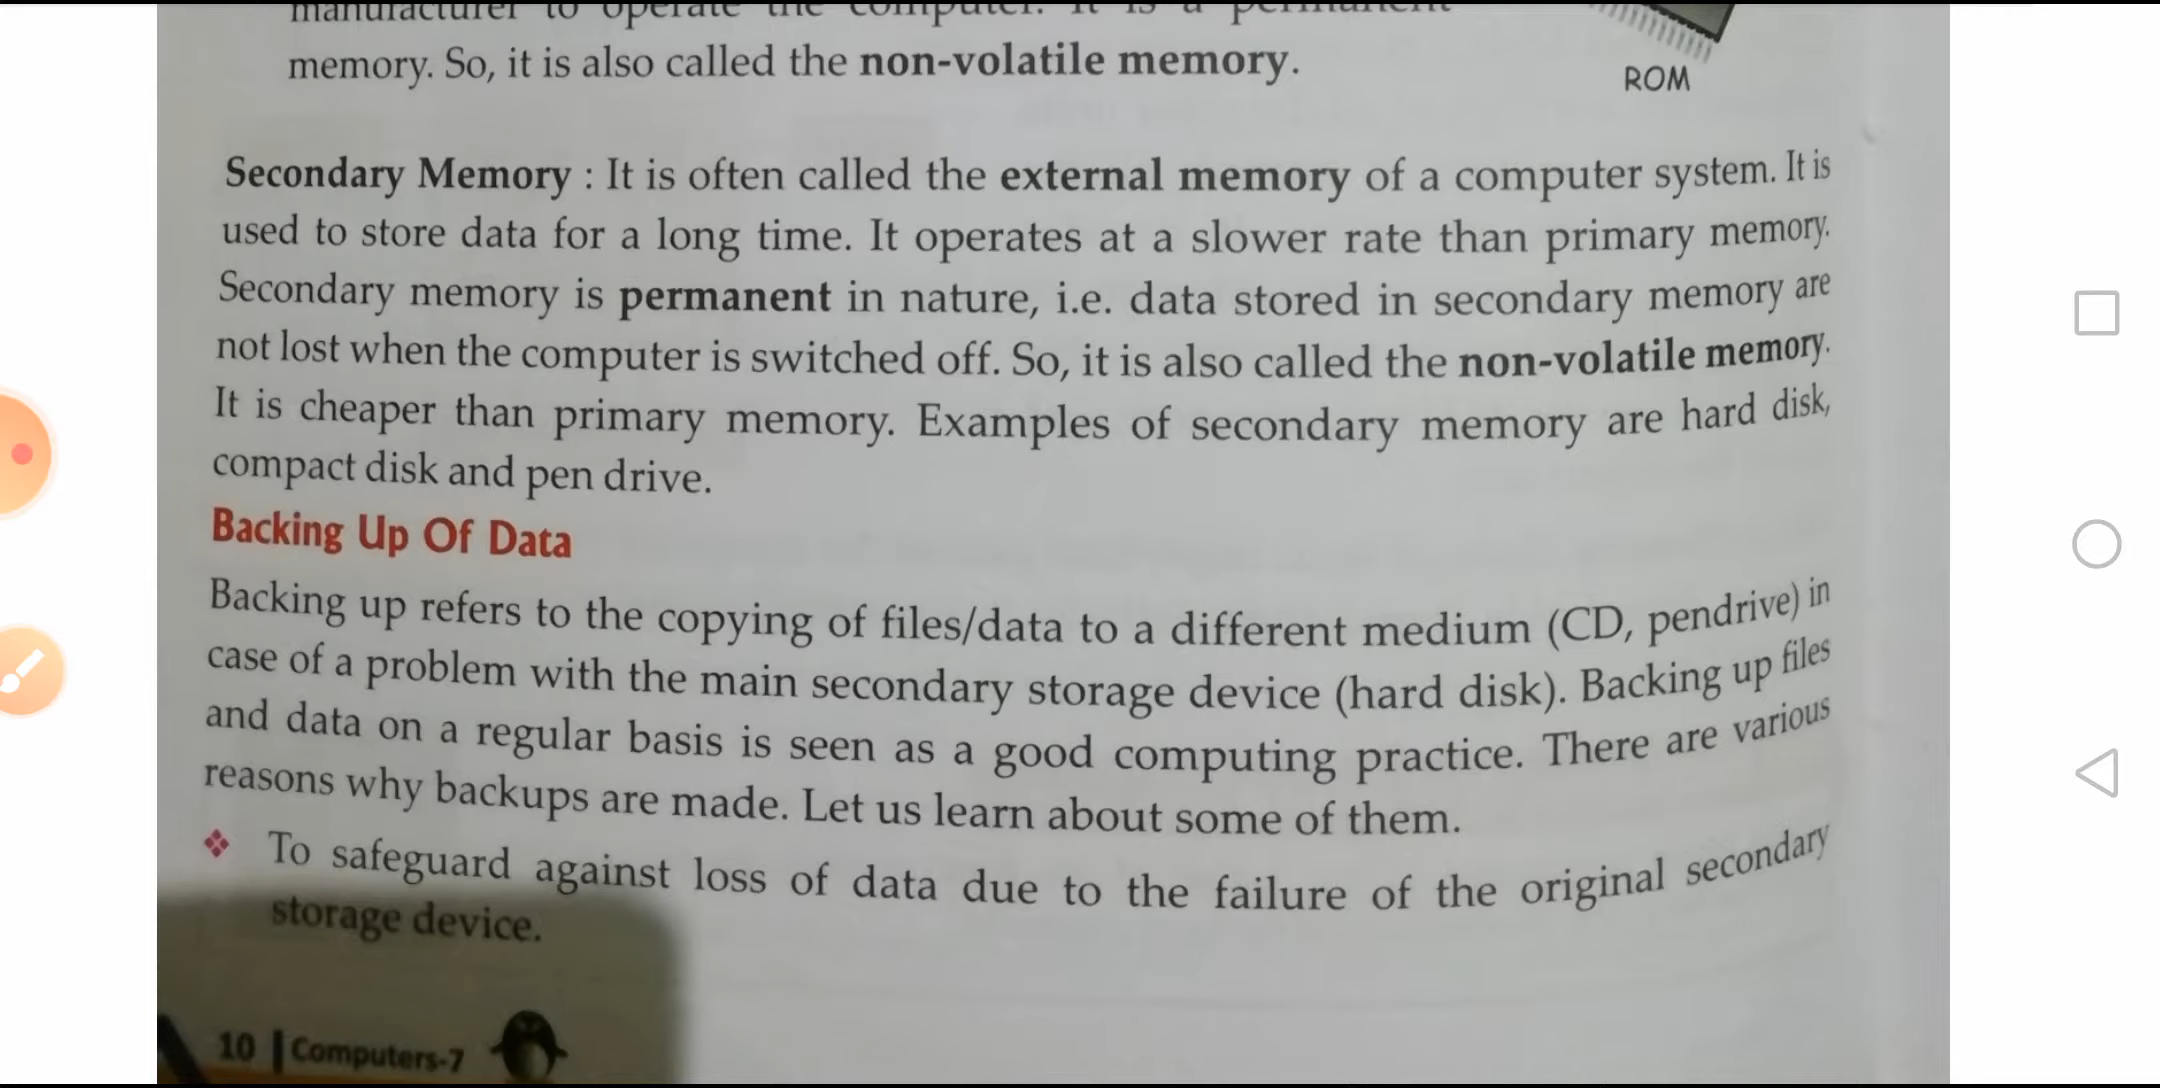 manufacturer to operate the computer. It is a permanent
memory. So, it is also called the non-volatile memory.
ROM
Secondary Memory : It is often called the external memory of a computer system. It is
used to store data for a long time. It operates at a slower rate than primary memory.
Secondary memory is permanent in nature, i.e. data stored in secondary memory are
not lost when the computer is switched off. So, it is also called the non-volatile memory.
It is cheaper than primary memory. Examples of secondary memory are hard disk,
compact disk and pen drive.
Backing Up Of Data
Backing up refers to the copying of files/data to a different medium (CD, pendrive) in
case of a problem with the main secondary storage device (hard disk). Backing up files
and data on a regular basis is seen as a good computing practice. There are various
reasons why backups are made. Let us learn about some of them.
❖ To safeguard against loss of data due to the failure of the original secondary
storage device.
10 | Computers-7